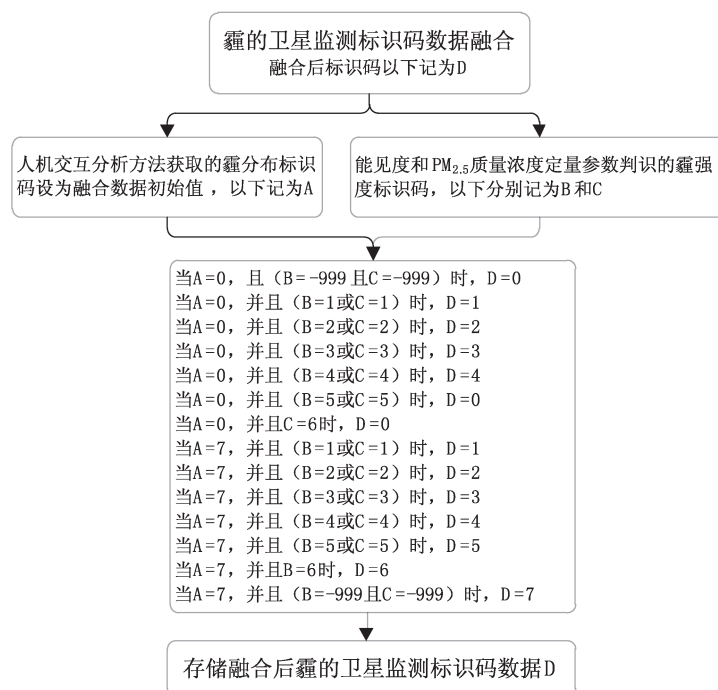 霾的卫星监测标识码数据融合
融合后标识码以下记为D
人机交互分析方法获取的霾分布标识
码设为融合数据初始值，以下记为A
能见度和PM2.5质量浓度定量参数判识的霾强
度标识码，以下分别记为B和C
当A=0，且（B=-999且C=-999）时，D=0
当A=0，并且（B=1或C=1）时，D=1
当A=0，并且（B=2或C=2）时，D=2
当A=0，并且（B=3或C=3）时，D=3
当A=0，并且（B=4或C=4）时，D=4
当A=0，并且（B=5或C=5）时，D=0
当A=0，并且C=6时，D=0
当A=7，并且（B=1或C=1）时，D=1
当A=7，并且（B=2或C=2）时，D=2
当A=7，并且（B=3或C=3）时，D=3
当A=7，并且（B=4或C=4）时，D=4
当A=7，并且（B=5或C=5）时，D=5
当A=7，并且B=6时，D=6
当A=7，并且（B=-999且C=-999）时，D=7
存储融合后霾的卫星监测标识码数据D